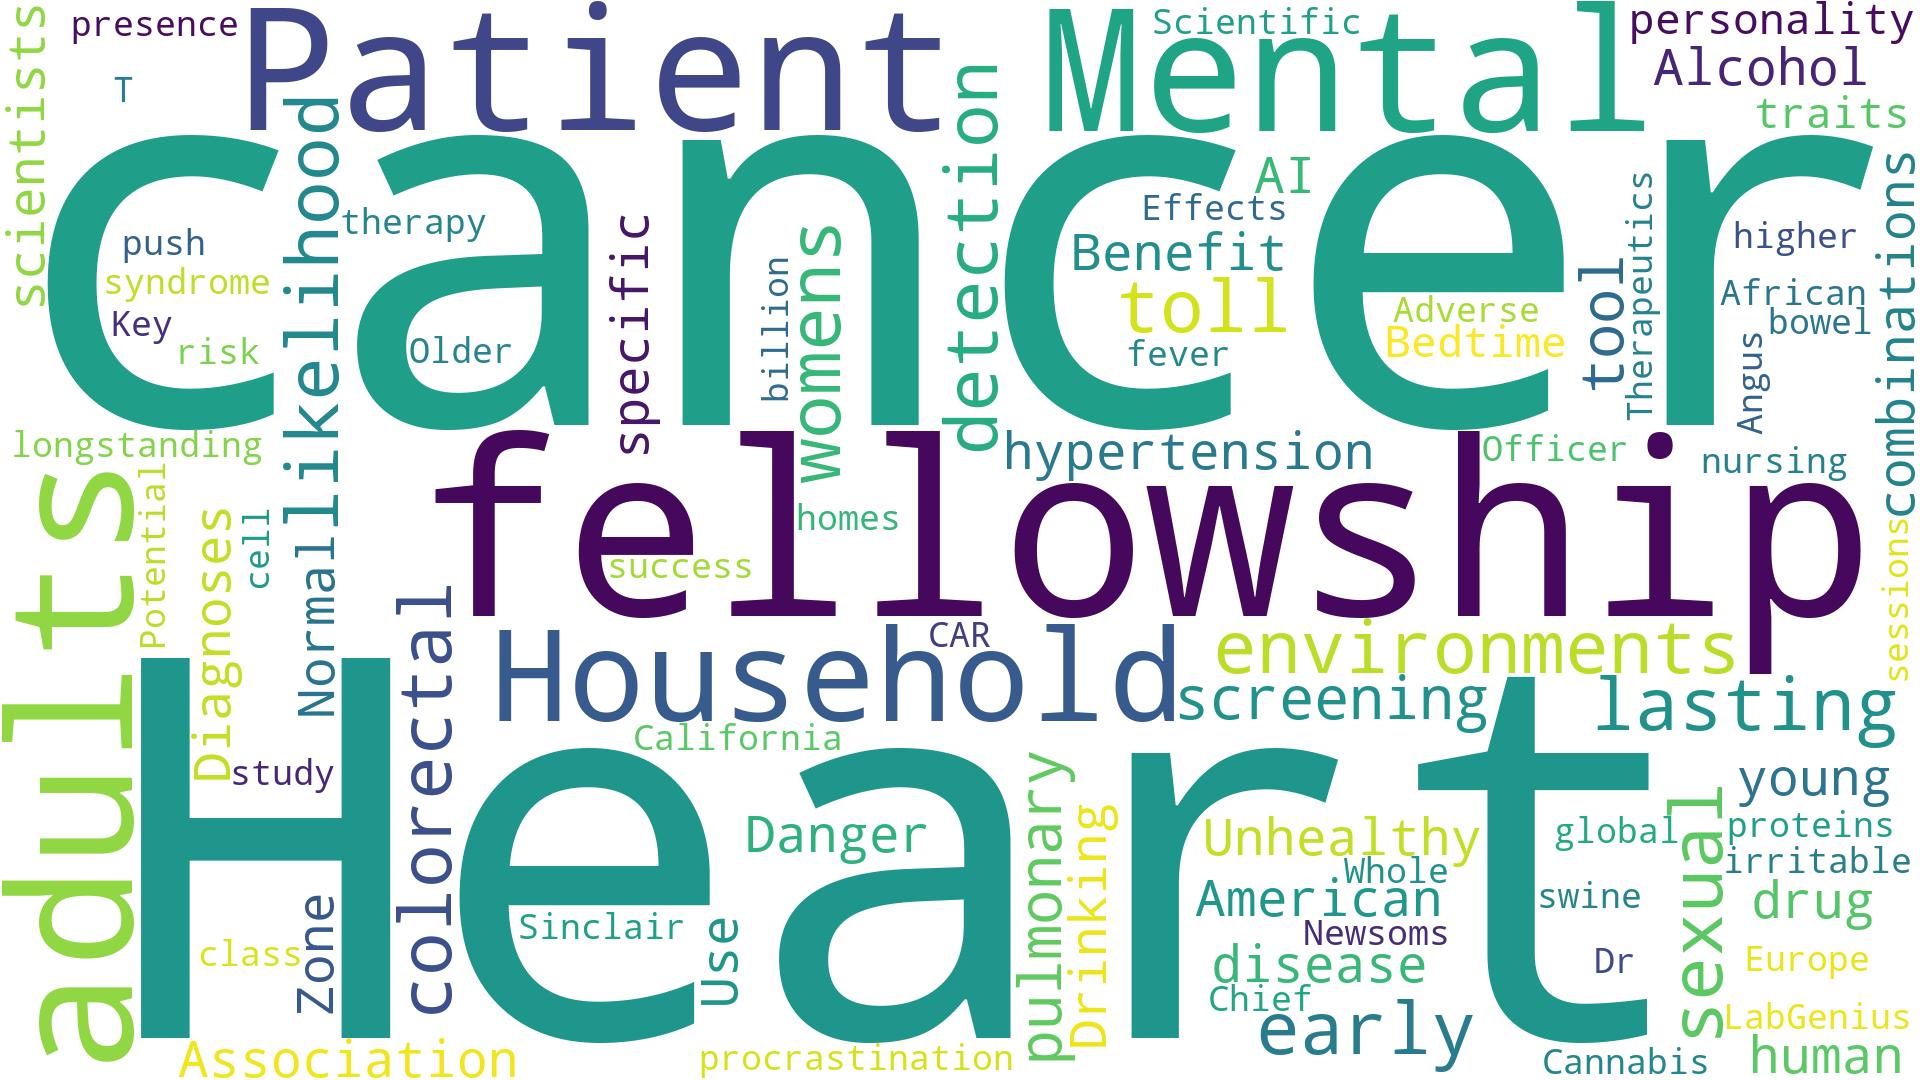 scientists
presence
T
Patient
Mental
Scientific
personality
Alcohol
traits
cancer
likelihood
detection
AI
Effects
Benefit
toll
fever
therapy
push
syndrome
Key
risk
Older
specific
billion
womens
Adverse
Bedtime
tool
Therapeutics
higher
African
bowel
Angus
combinations
longstanding
adults
Potential
Diagnoses
cell
Normal
fellowship
hypertension
Officer
nursing
homes
success
sessions
colorectal
Household
CAR
environments
screening
lasting
California
Heart
study
class
Zone
Sinclair
Use
Danger
pulmonary
Drinking
Unhealthy
Whole
American
Newsoms
disease
Chief
early
global
swine
Dr
sexual
young
proteins
irritable
drug
Europe
LabGenius
human
Cannabis
Association
procrastination